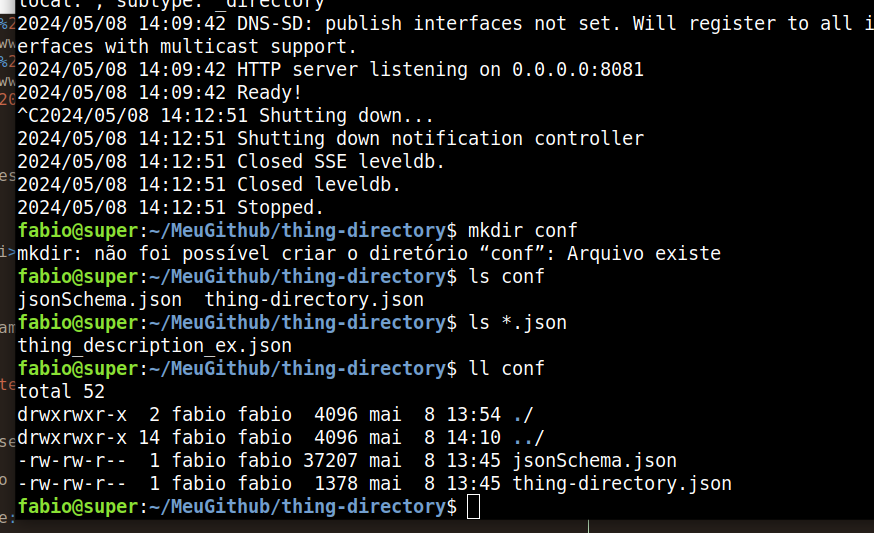 local. , subtype: _directory
2024/05/08 14:09:42 DNS-SD: publish interfaces not set. Will register to all i
erfaces with multicast support.
2024/05/08 14:09:42 HTTP server listening on 0.0.0.0:8081
2024/05/08 14:09:42 Ready!
^C2024/05/08 14:12:51 Shutting down...
2024/05/08 14:12:51 Shutting down notification controller
2024/05/08 14:12:51 Closed SSE leveldb.
2024/05/08 14:12:51 Closed leveldb.
2024/05/08 14:12:51 Stopped.
fabio@super:~/MeuGithub/thing-directory$ mkdir conf
mkdir: não foi possível criar o diretório “conf”: Arquivo existe
fabio@super:~/MeuGithub/thing-directory$ ls conf
jsonSchema.json  thing-directory.json
fabio@super:~/MeuGithub/thing-directory$ ls *.json
thing_description_ex.json
fabio@super:~/MeuGithub/thing-directory$ ll conf
total 52
drwxrwxr-x  2 fabio fabio  4096 mai  8 13:54 ./
drwxrwxr-x 14 fabio fabio  4096 mai  8 14:10 ../
-rw-rw-r--  1 fabio fabio 37207 mai  8 13:45 jsonSchema.json
-rw-rw-r--  1 fabio fabio  1378 mai  8 13:45 thing-directory.json
fabio@super:~/MeuGithub/thing-directory$